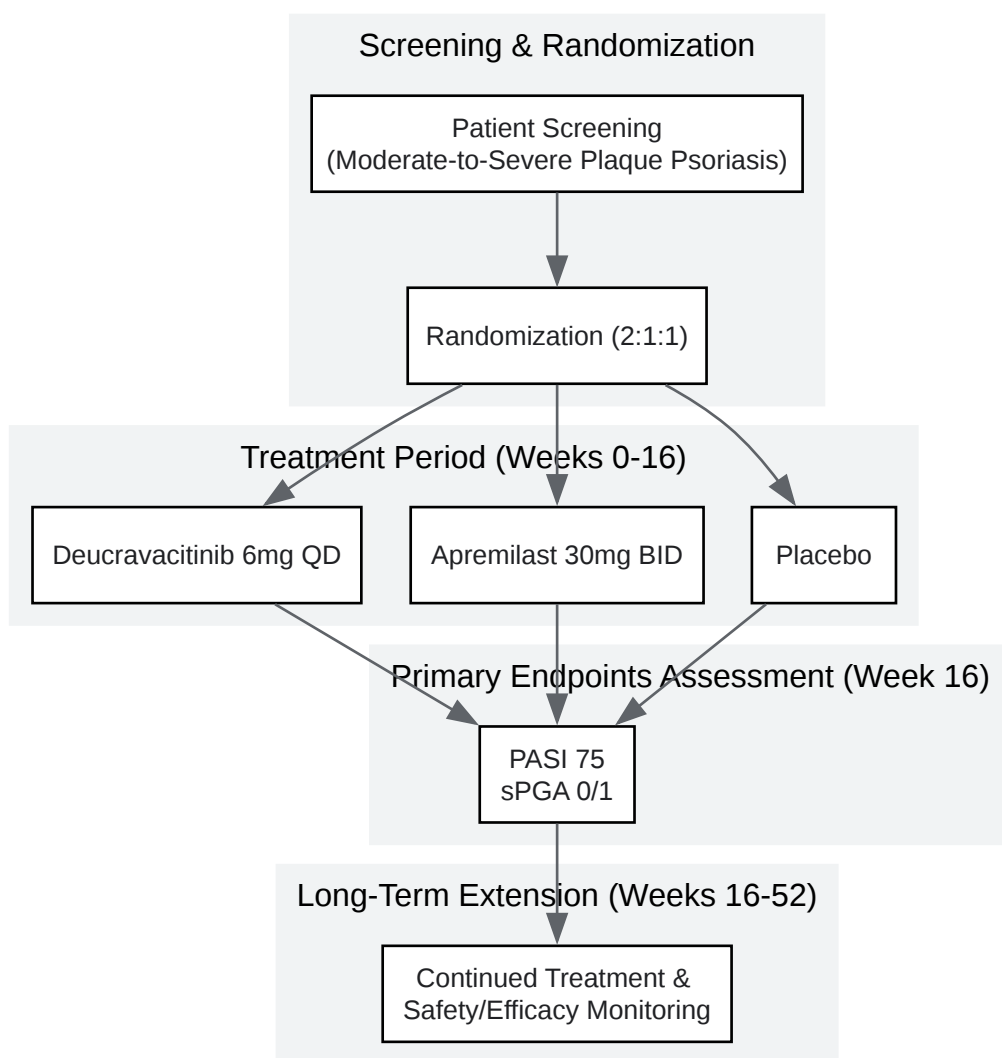 Screening & Randomization
Patient Screening
(Moderate-to-Severe Plaque Psoriasis)
Randomization (2:1:1)
Treatment Period (Weeks 0-16)
Deucravacitinib 6mg QD
Apremilast 30mg BID
Placebo
Primary Endpoints Assessment (Week 16)
PASI 75
sPGA 0/1
Long-Term Extension (Weeks 16-52)
Continued Treatment &
Safety/Efficacy Monitoring